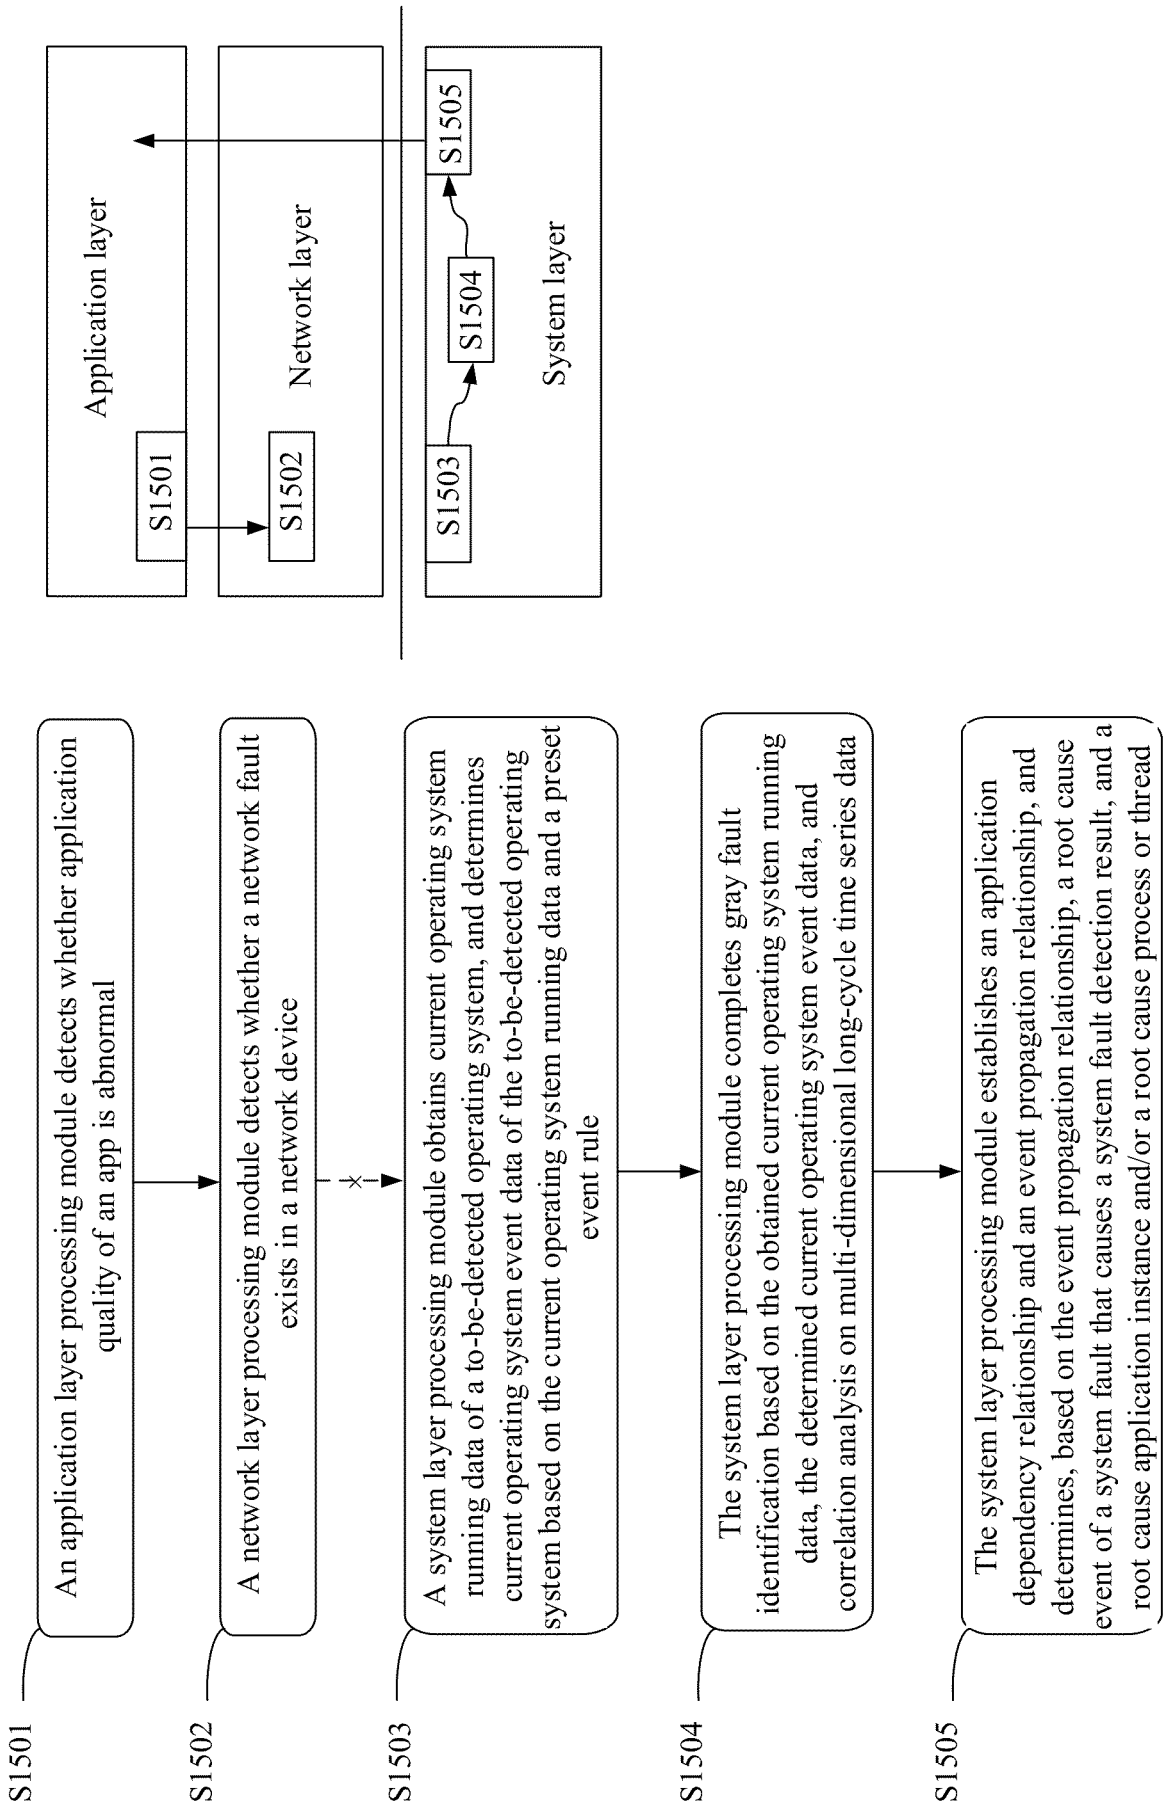 S1501
An application layer processing module detects whether application
quality of an app is abnormal
S1502
A network layer processing module detects whether a network fault
exists in a network device
S1503
A system layer processing module obtains current operating system
running data of a to-be-detected operating system, and determines
current operating system event data of the to-be-detected operating
system based on the current operating system running data and a preset
event rule
S1504
The system layer processing module completes gray fault
identification based on the obtained current operating system running
data, the determined current operating system event data, and
correlation analysis on multi-dimensional long-cycle time series data
S1505
The system layer processing module establishes an application
dependency relationship and an event propagation relationship, and
determines, based on the event propagation relationship, a root cause
event of a system fault that causes a system fault detection result, and a
root cause application instance and/or a root cause process or thread
Application layer
S1501
Network layer
S1502
S1503
S1504
S1505
System layer